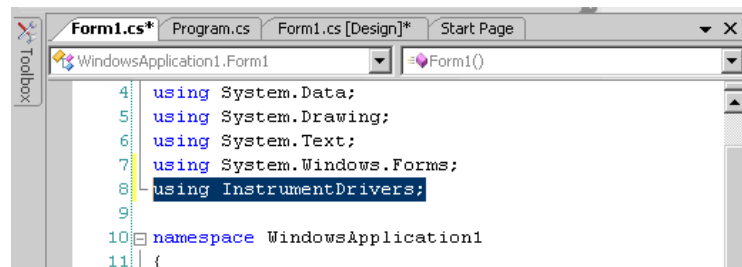 Form1.cs* Program.cs Form1.cs [Design]* Start Page
WindowsApplication1.Form1 Form1()
Toolbox
4 using System.Data;
5 using System.Drawing;
6 using System.Text;
7 using System.Windows.Forms;
8 using InstrumentDrivers;
9
10 namespace WindowsApplication1
11 {